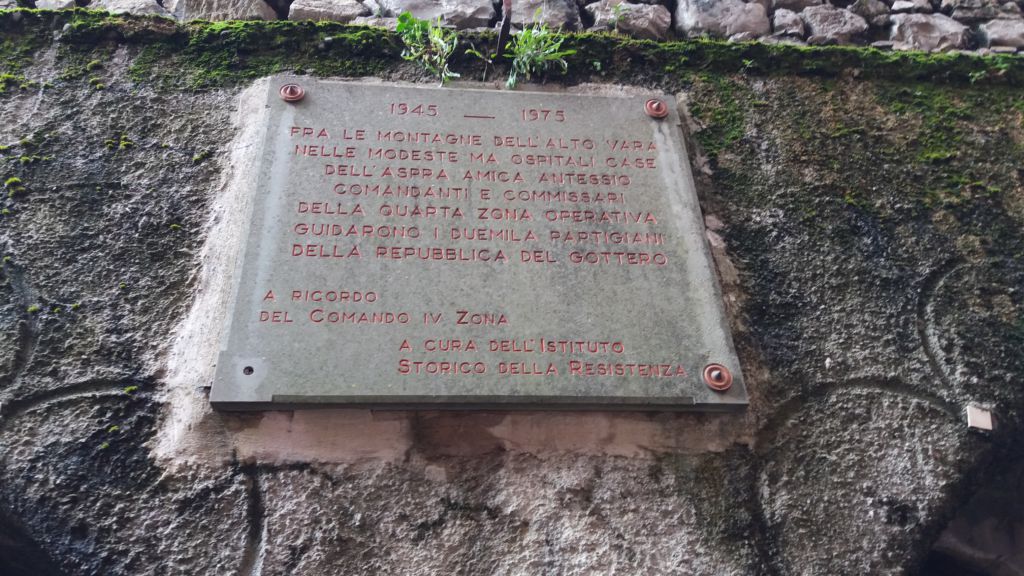 1945 — 1975
FRA LE MONTAGNE DELL'ALTO VARA
NELLE MODESTE MA OSPITALI CASE
DELL'ASPRA AMICA ANTESSIO
COMANDANTI E COMMISSARI
DELLA QUARTA ZONA OPERATIVA
GUIDARONO I DUEMILA PARTIGIANI
DELLA REPUBBLICA DEL GOTTERO
A RICORDO
DEL COMANDO IV ZONA
A CURA DELL'ISTITUTO
STORICO DELLA RESISTENZA